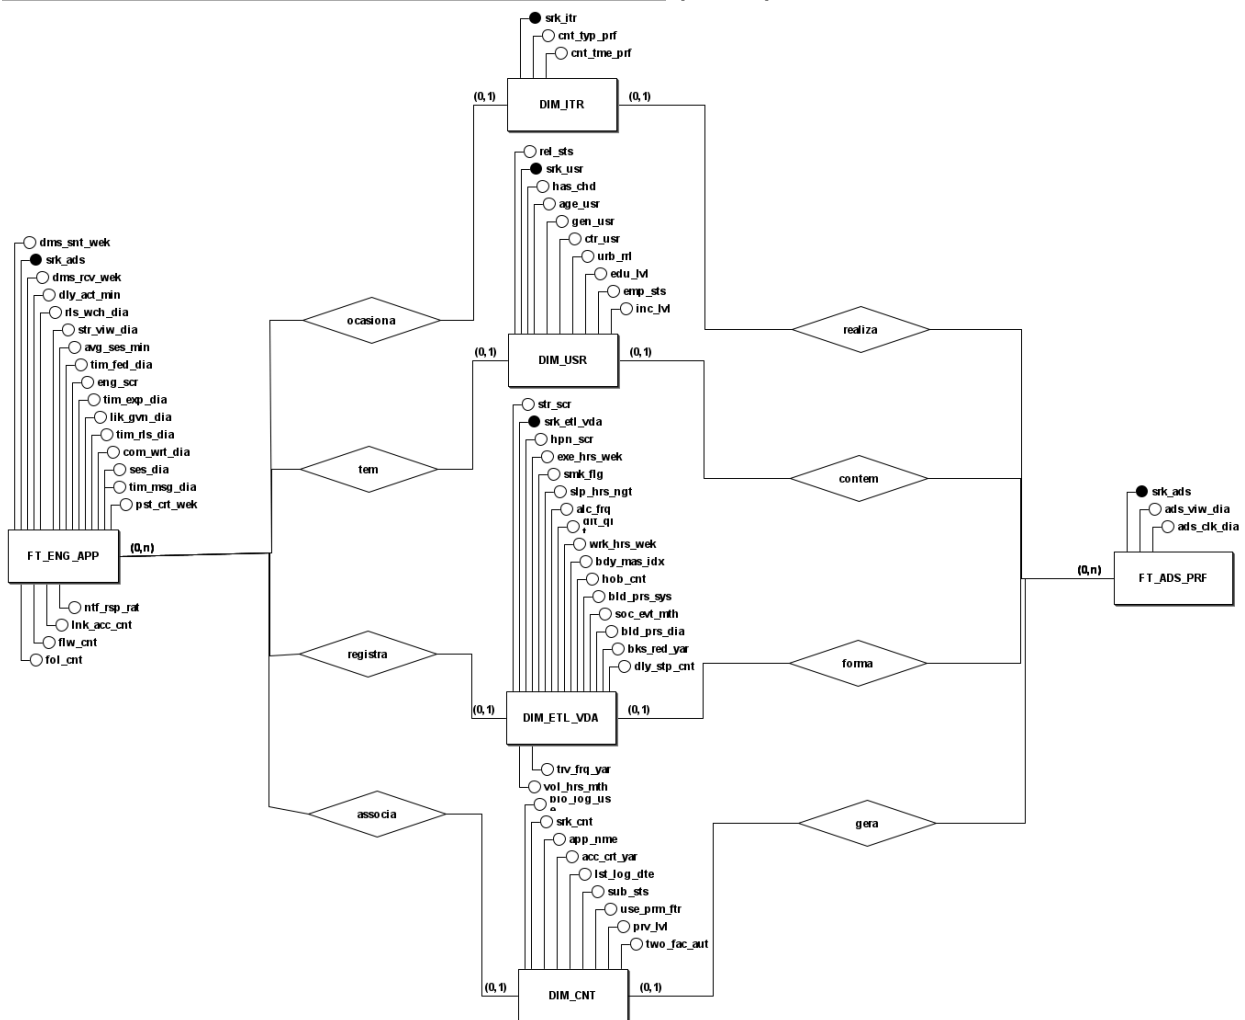 srk_itr
cnt_typ_prf
cnt_tme_prf
(0,1)
DIM_ITR
(0,1)
rel_sts
srk_usr
has_chd
age_usr
gen_usr
ctr_usr
urb_rrl
edu_lvl
emp_sts
inc_lvl
(0,1)
DIM_USR
(0,1)
dms_snt_wek
srk_ads
dms_rcv_wek
dly_act_min
rls_wch_dia
str_viw_dia
avg_ses_min
tim_fed_dia
eng_scr
tim_exp_dia
lik_gvn_dia
tim_rls_dia
com_wrt_dia
ses_dia
tim_msg_dia
pst_crt_wek
FT_ENG_APP
(0,n)
ntf_rsp_rat
lnk_acc_cnt
flw_cnt
fol_cnt
ocasiona
tem
registra
associa
str_scr
srk_etl_vda
hpn_scr
exe_hrs_wek
smk_flg
slp_hrs_ngt
alc_frq
wrk_hrs_wek
bdy_mas_idx
hob_cnt
bld_prs_sys
soc_evt_mth
bld_prs_dia
bks_red_yar
dly_stp_cnt
(0,1)
DIM_ETL_VDA
(0,1)
trv_frq_yar
vol_hrs_mth
srk_cnt
app_nme
acc_crt_yar
lst_log_dte
sub_sts
use_prm_ftr
prv_lvl
two_fac_aut
(0,1)
DIM_CNT
(0,1)
realiza
contem
forma
gera
srk_ads
ads_viw_dia
ads_clk_dia
(0,n)
FT_ADS_PRF